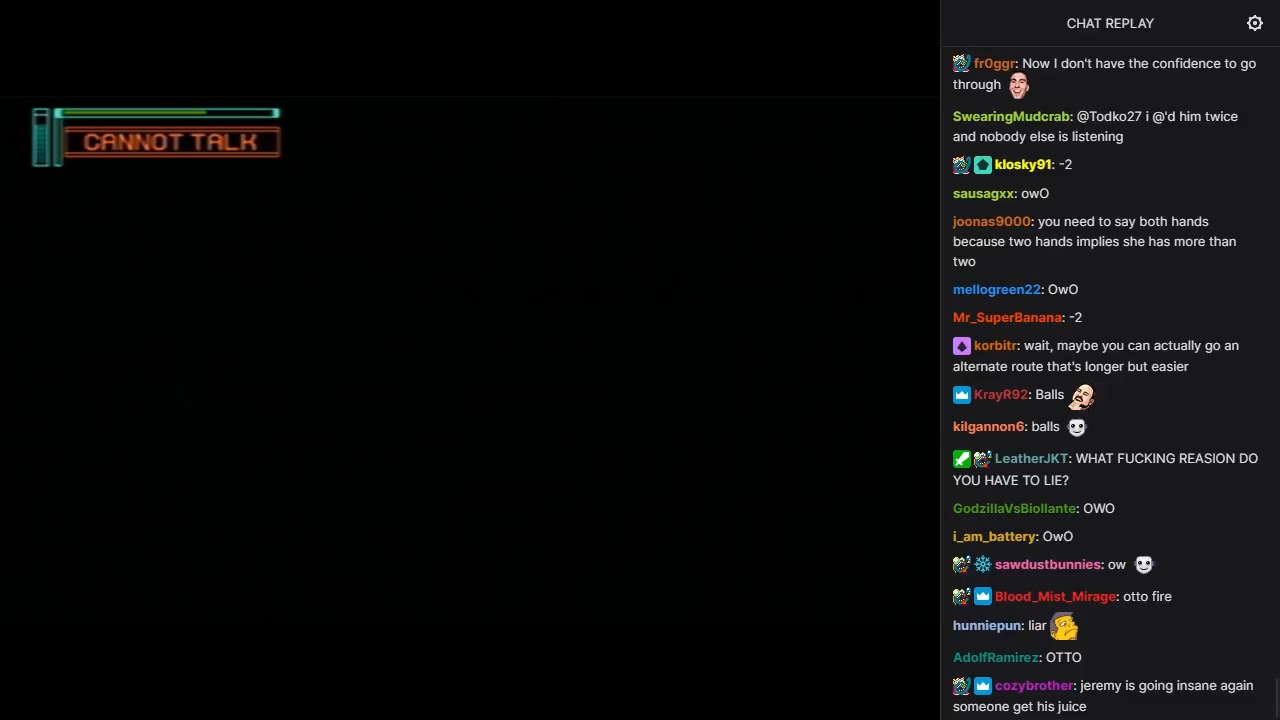 CANNOT TALK
CHAT REPLAY
fr0ggr: Now I don't have the confidence to go
through
SwearingMudcrab: @Todko27 i @'d him twice
and nobody else is listening
klosky91: -2
sausagxx: owO
joonas9000: you need to say both hands
because two hands implies she has more than
two
mellogreen22: OwO
Mr_SuperBanana: -2
korbitr: wait, maybe you can actually go an
alternate route that's longer but easier
KrayR92: Balls
kilgannon6: balls
LeatherJKT: WHAT FUCKING REASION DO
YOU HAVE TO LIE?
GodzillaVsBiollante: OWO
i_am_battery: OwO
sawdustbunnies: ow
Blood_Mist_Mirage: otto fire
hunniepun: liar
AdolfRamirez: OTTO
cozybrother: jeremy is going insane again
someone get his juice